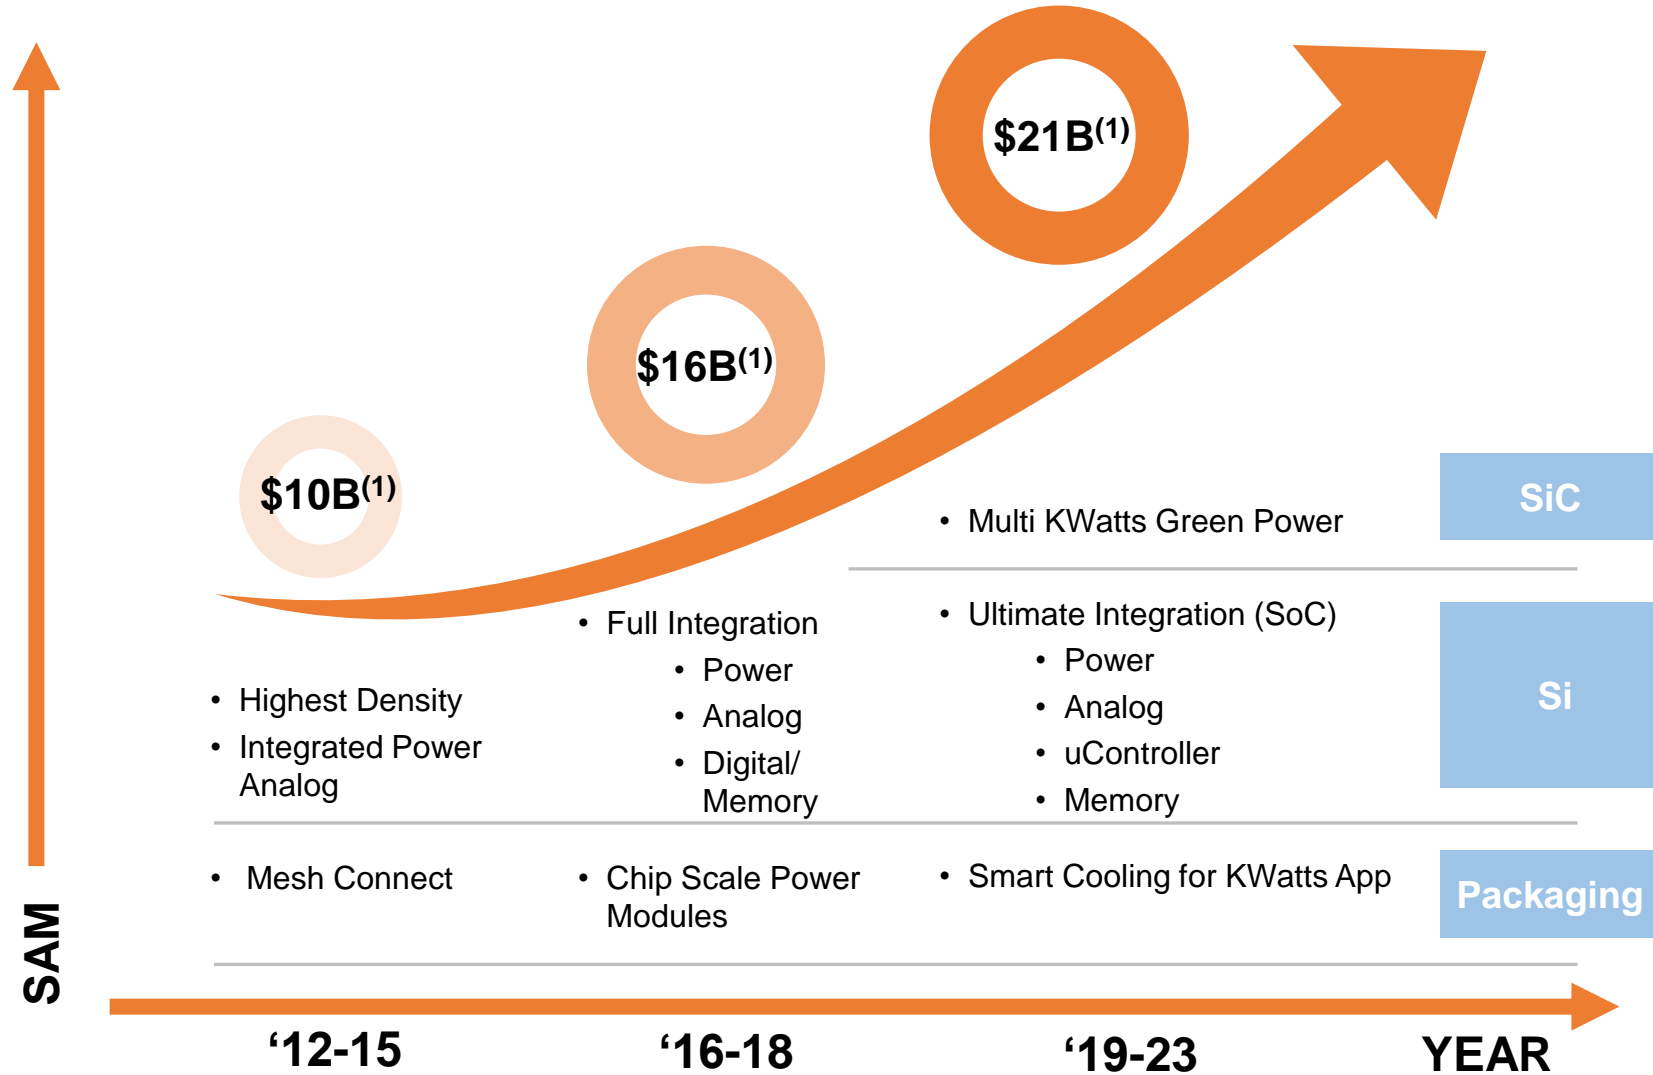 $21B(1)
$16B(1)
$10B(1)
SiC
• Multi KWatts Green Power
• Full Integration
• Power
• Analog
• Digital/
Memory
• Ultimate Integration (SoC)
• Power
• Analog
• uController
• Memory
Si
• Highest Density
• Integrated Power
Analog
• Mesh Connect
• Chip Scale Power
Modules
• Smart Cooling for KWatts App
Packaging
SAM
‘12-15
‘16-18
‘19-23
YEAR